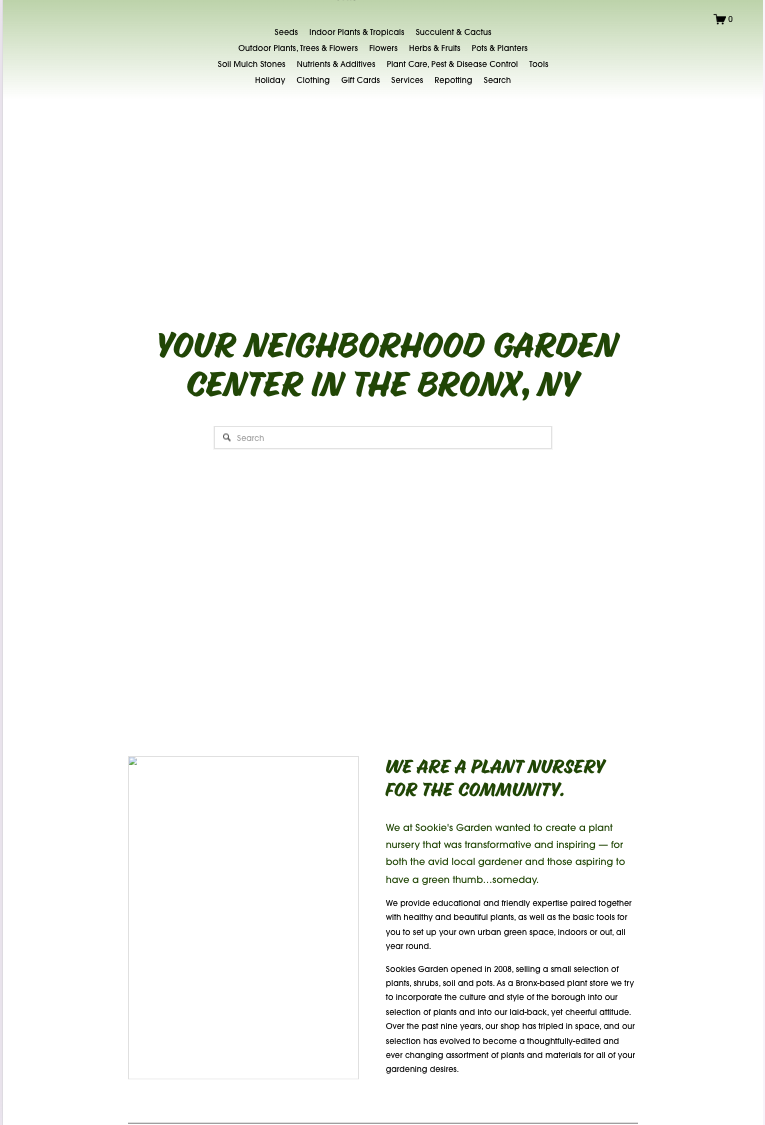 0
Seeds Indoor Plants & Tropicals Succulent & Cactus
Outdoor Plants, Trees & Flowers Flowers Herbs & Fruits Pots & Planters
Soil Mulch Stones Nutrients & Additives Plant Care, Pest & Disease Control Tools
Holiday Clothing Gift Cards Services Repotting Search
YOUR NEIGHBORHOOD GARDEN
CENTER IN THE BRONX, NY
Search
WE ARE A PLANT NURSERY
FOR THE COMMUNITY.
We at Sookie's Garden wanted to create a plant
nursery that was transformative and inspiring — for
both the avid local gardener and those aspiring to
have a green thumb...someday.
We provide educational and friendly expertise paired together
with healthy and beautiful plants, as well as the basic tools for
you to set up your own urban green space, indoors or out, all
year round.
Sookies Garden opened in 2008, selling a small selection of
plants, shrubs, soil and pots. As a Bronx-based plant store we try
to incorporate the culture and style of the borough into our
selection of plants and into our laid-back, yet cheerful attitude.
Over the past nine years, our shop has tripled in space, and our
selection has evolved to become a thoughtfully-edited and
ever changing assortment of plants and materials for all of your
gardening desires.